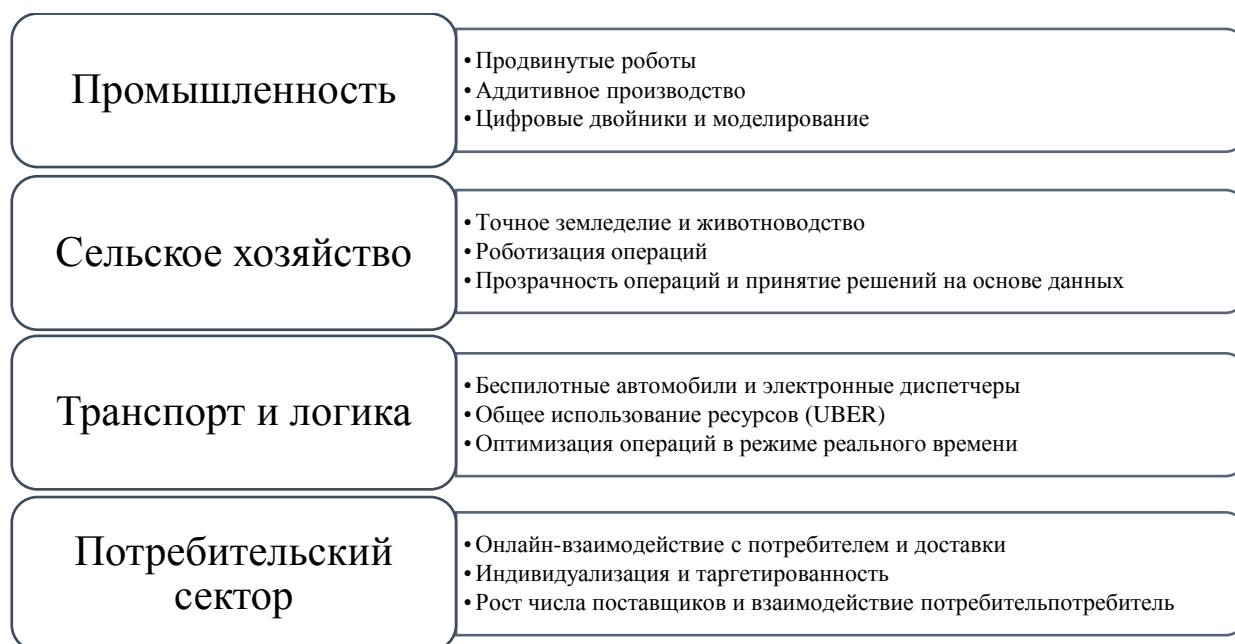 Промышленность
• Продвинутые роботы
• Аддитивное производство
• Цифровые двойники и моделирование
Сельское хозяйство
• Точное земледелие и животноводство
• Роботизация операций
• Прозрачность операций и принятие решений на основе данных
Транспорт и логика
• Беспилотные автомобили и электронные диспетчеры
• Общее использование ресурсов (UBER)
• Оптимизация операций в режиме реального времени
Потребительский
сектор
• Онлайн-взаимодействие с потребителем и доставки
• Индивидуализация и таргетированность
• Рост числа поставщиков и взаимодействие потребительпотребитель